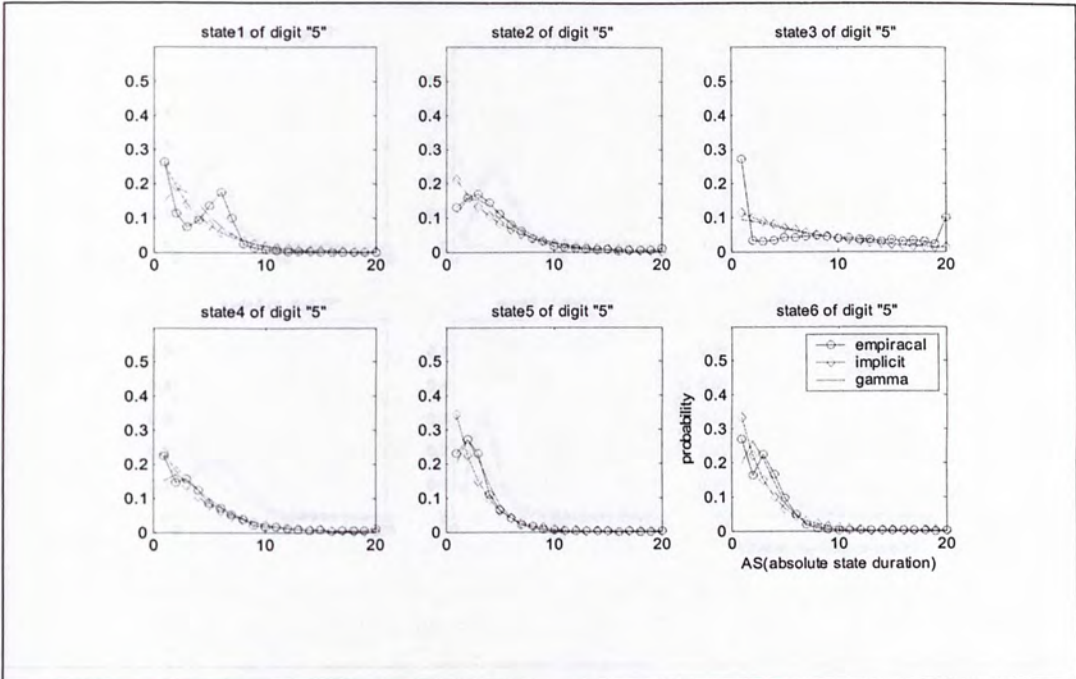 state1 of digit "5"
state2 of digit "5"
state3 of digit "5"
0.5
0.4
0.3
0.2
0.1
0
0 10 20
0.5
0.4
0.3
0.2
0.1
0
0 10 20
0.5
0.4
0.3
0.2
0.1
0
0 10 20
state4 of digit "5"
state5 of digit "5"
state6 of digit "5"
0.5
0.4
0.3
0.2
0.1
0
0 10 20
0.5
0.4
0.3
0.2
0.1
0
0 10 20
probability
0.5
0.4
0.3
0.2
0.1
0
0 10 20
empiracal
implicit
gamma
AS(absolute state duration)